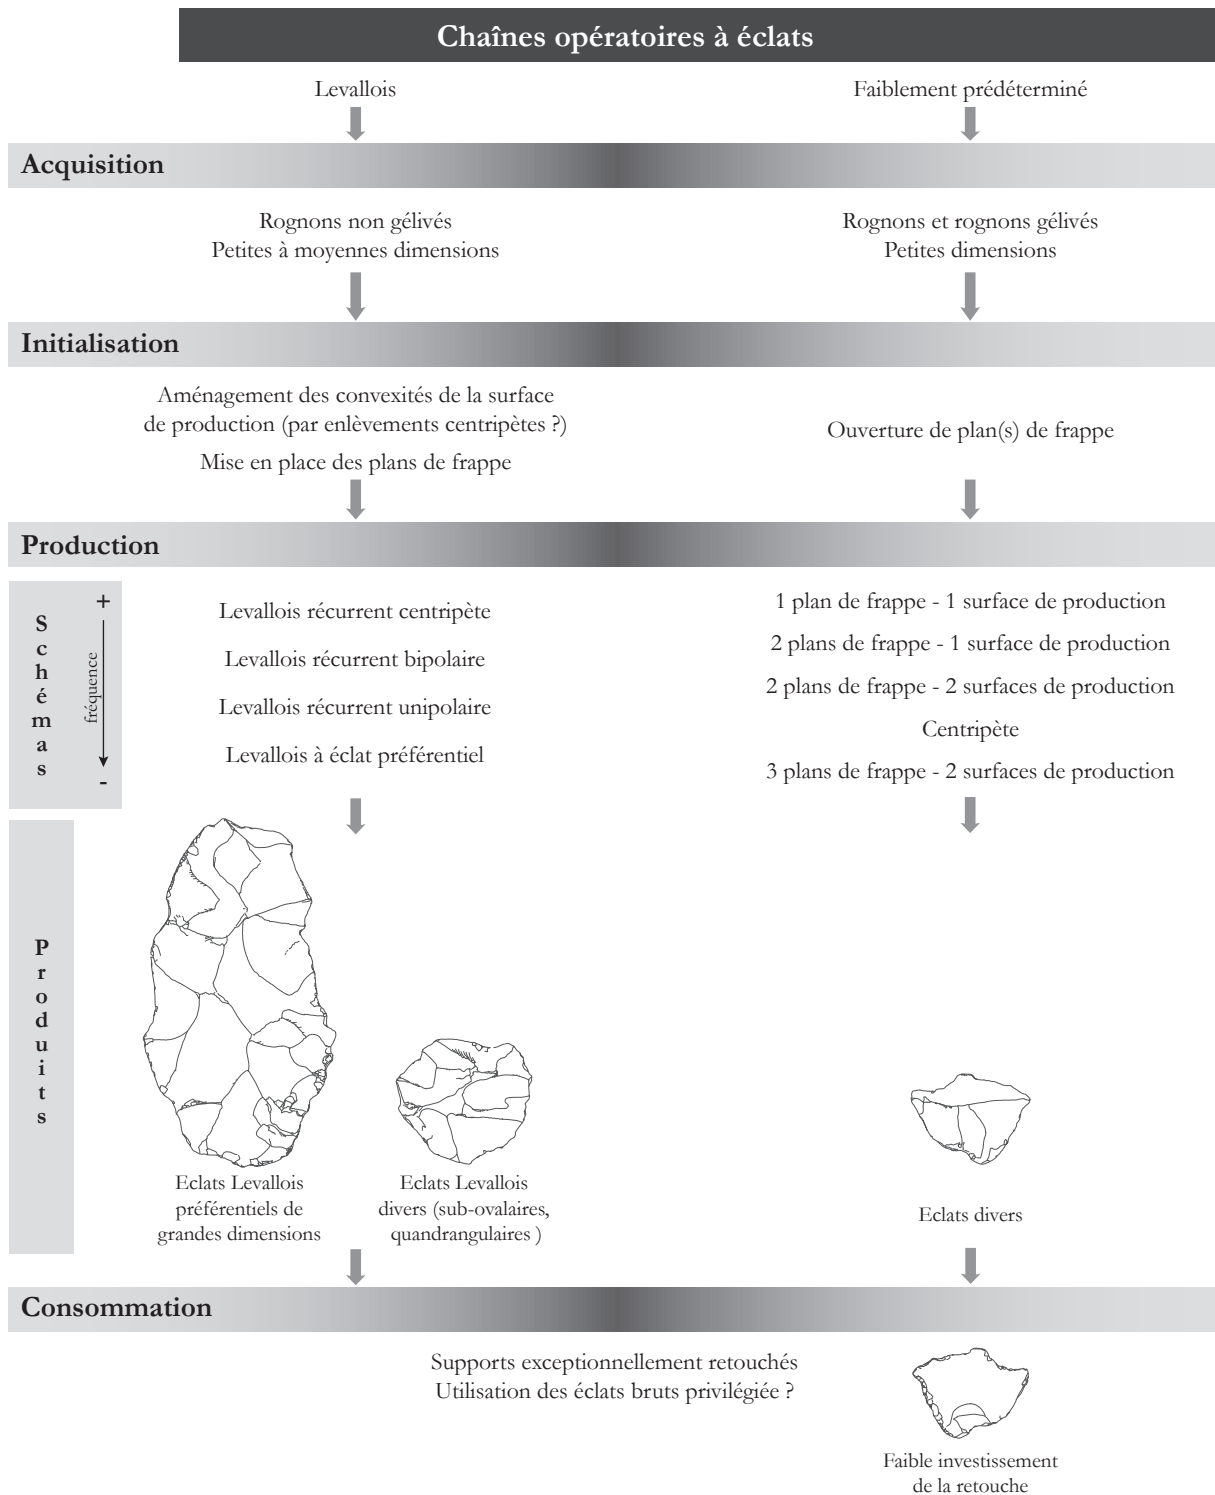 Chaînes opératoires à éclats
Levallois
Faiblement prédéterminé
Acquisition
Rognons non gélivés
Petites à moyennes dimensions
Rognons et rognons gélivés
Petites dimensions
Initialisation
Aménagement des convexités de la surface
de production (par enlèvements centripètes ?)
Mise en place des plans de frappe
Ouverture de plan(s) de frappe
Production
Schémas
+
fréquence
-
Levallois récurrent centripète
Levallois récurrent bipolaire
Levallois récurrent unipolaire
Levallois à éclat préférentiel
1 plan de frappe - 1 surface de production
2 plans de frappe - 1 surface de production
2 plans de frappe - 2 surfaces de production
Centripète
3 plans de frappe - 2 surfaces de production
Produits
Eclats Levallois
préférentiels de
grandes dimensions
Eclats Levallois
divers (sub-ovalaires,
quandrangulaires )
Eclats divers
Consommation
Supports exceptionnellement retouchés
Utilisation des éclats bruts privilégiée ?
Faible investissement
de la retouche